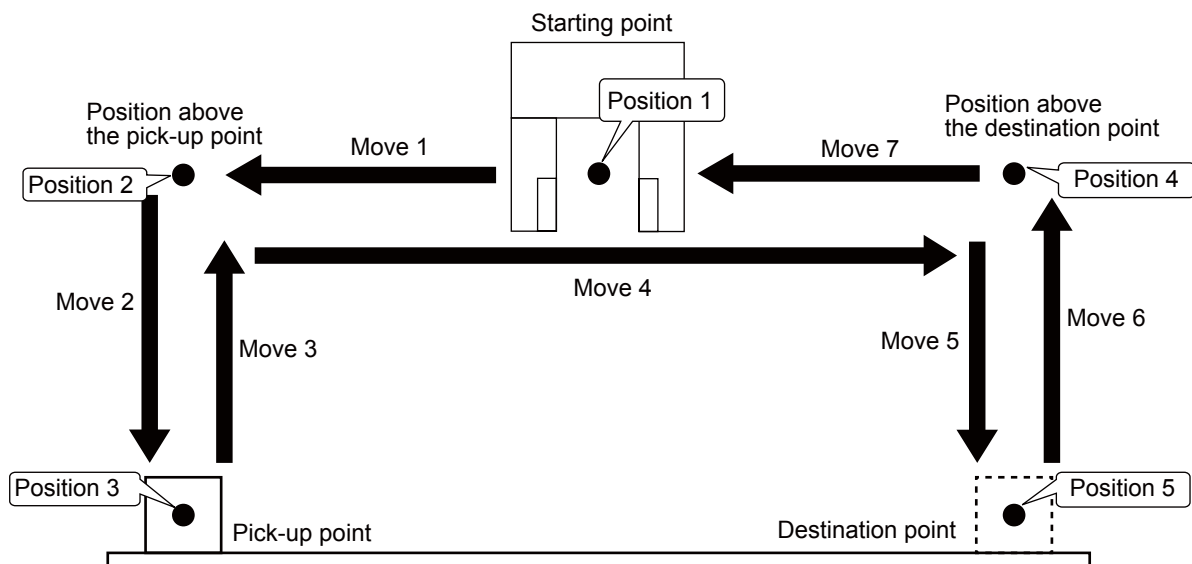 Starting point
Position 1
Position above
the pick-up point
Position above
the destination point
Move 1
Move 7
Position 2
Position 4
Move 4
Move 2
Move 6
Move 3
Move 5
Position 3
Position 5
Pick-up point
Destination point